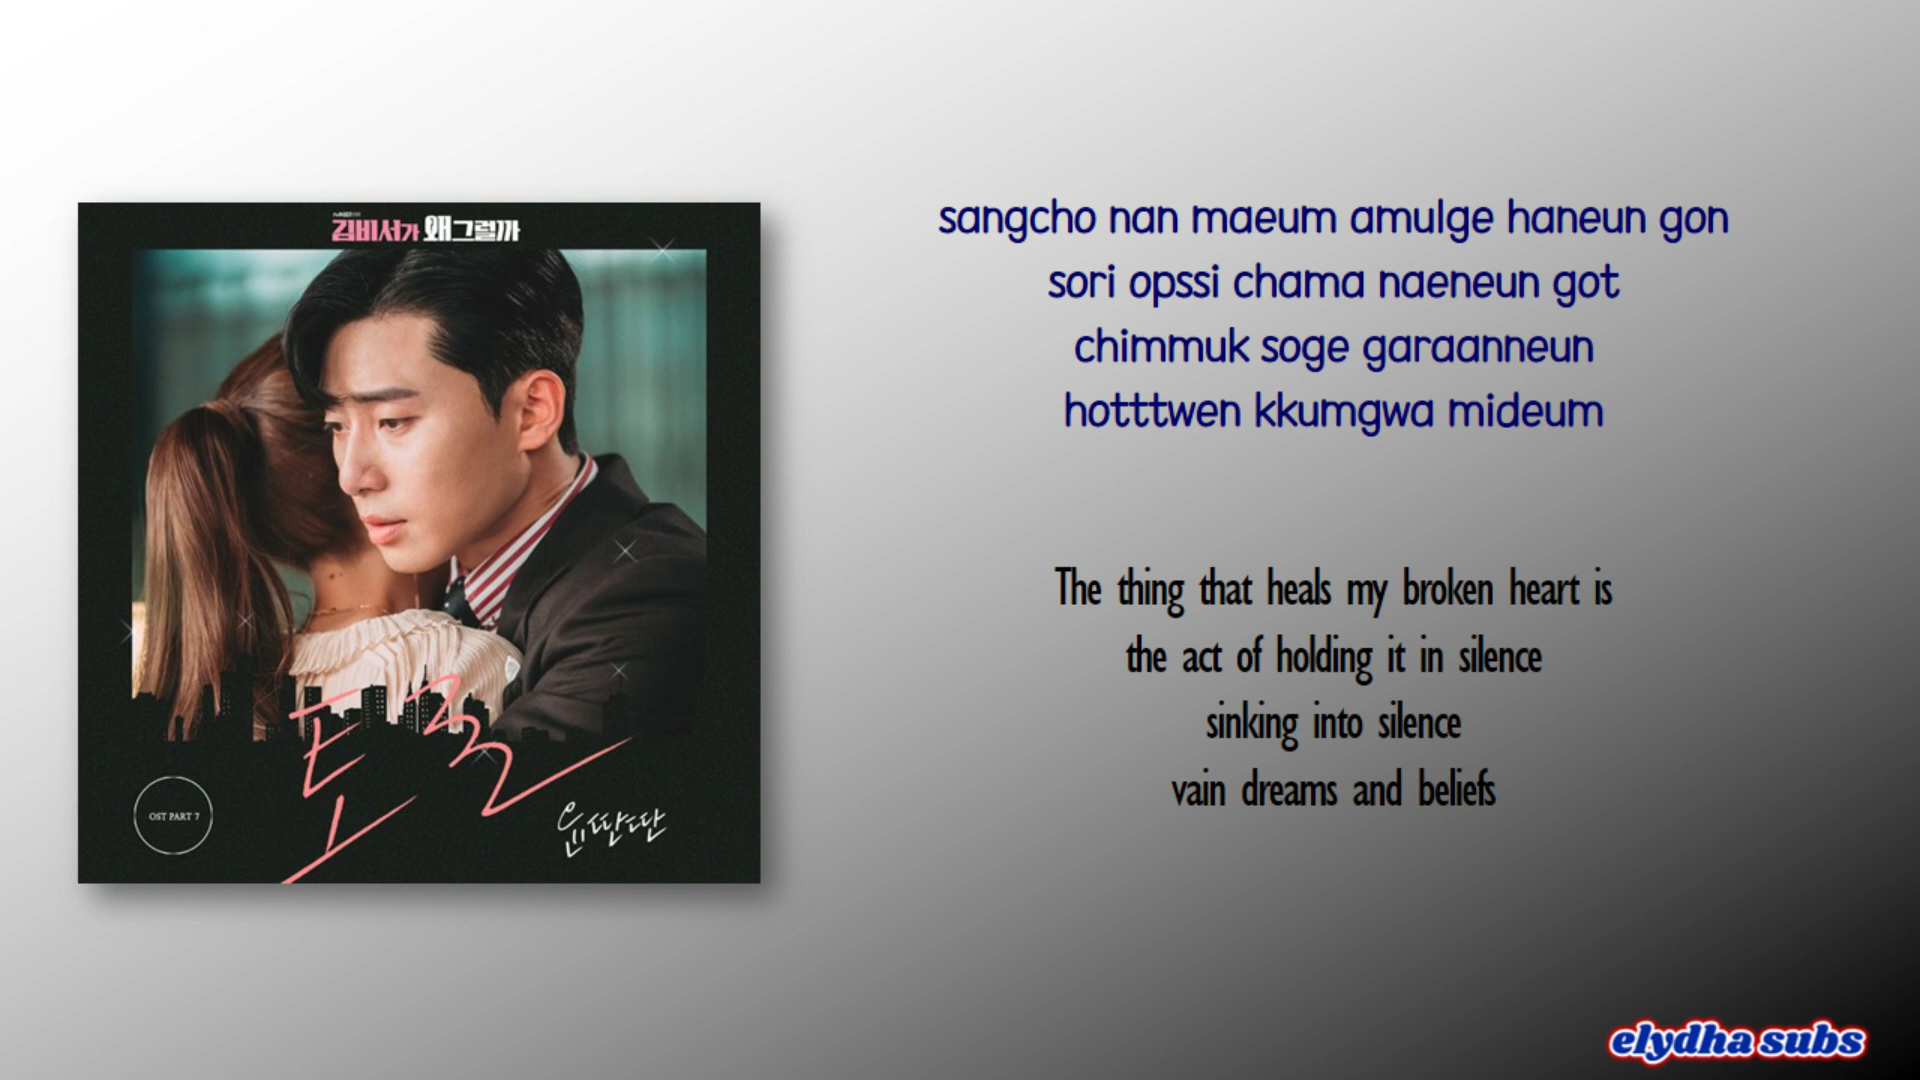 김비서가 왜그럴까
토로
OST PART 7
윤딴딴
sangcho nan maeum amulge haneun gon
sori opssi chama naeneun got
chimmuk soge garaanneun
hotttwen kkumgwa mideum
The thing that heals my broken heart is
the act of holding it in silence
sinking into silence
vain dreams and beliefs
elydha subs